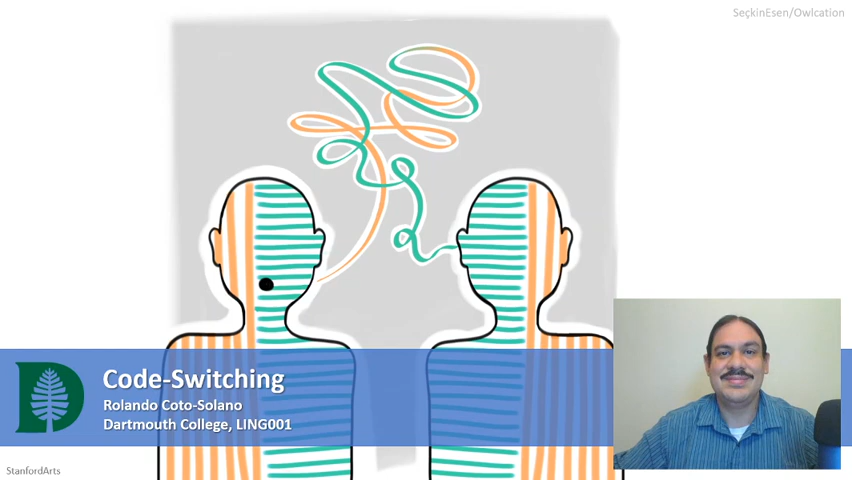 SeçkinEsen/Owlcation
Code-Switching
Rolando Coto-Solano
Dartmouth College, LING001
StanfordArts